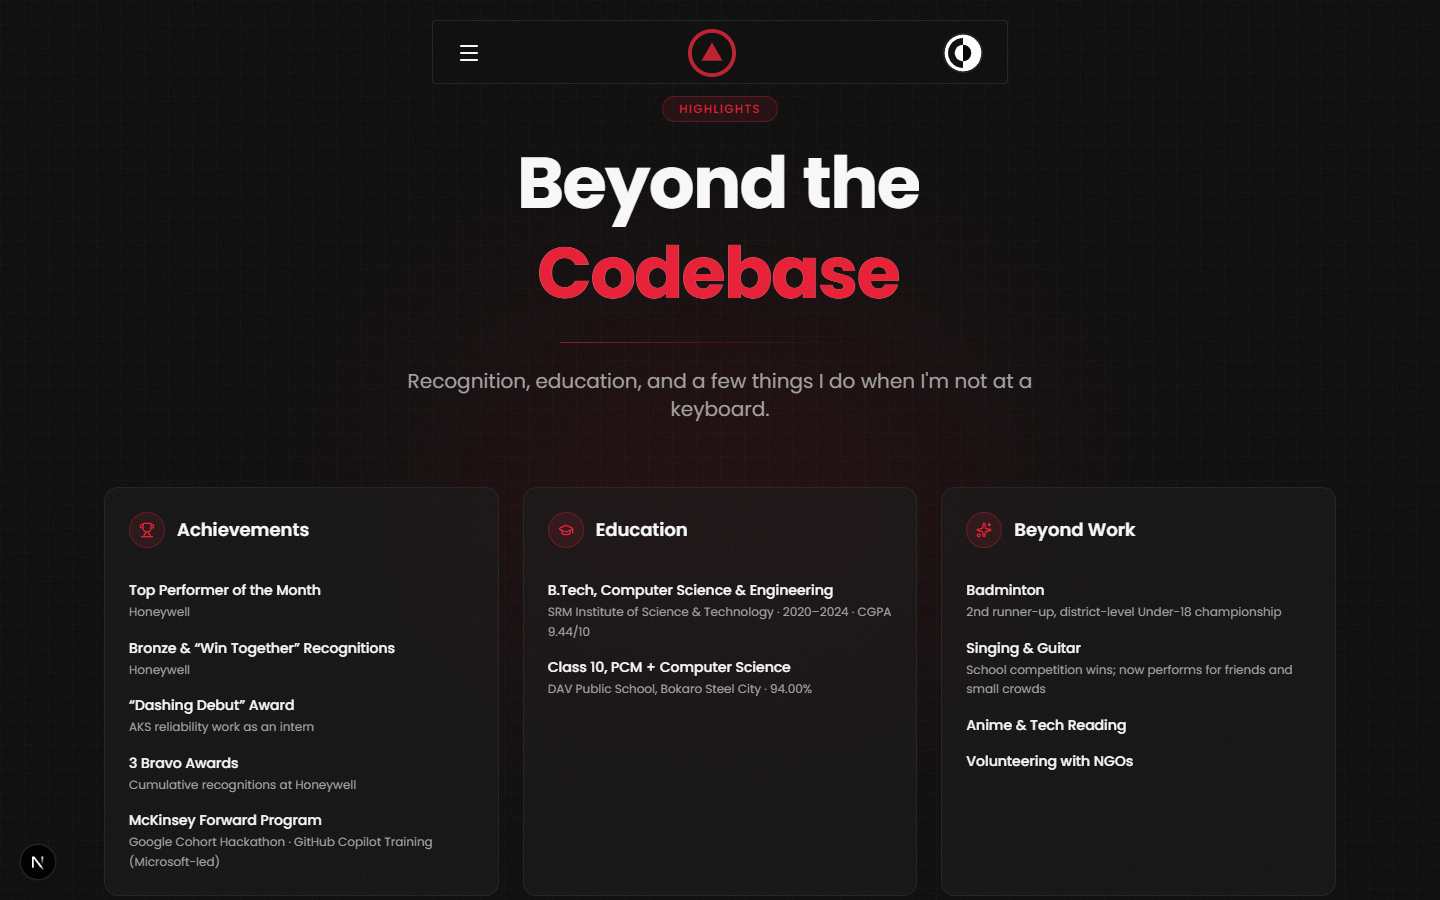 HIGHLIGHTS
Beyond the
Codebase
Recognition, education, and a few things I do when I'm not at a
keyboard.
Achievements
Top Performer of the Month
Honeywell
Bronze & “Win Together” Recognitions
Honeywell
“Dashing Debut” Award
AKS reliability work as an intern
3 Bravo Awards
Cumulative recognitions at Honeywell
McKinsey Forward Program
Google Cohort Hackathon · GitHub Copilot Training
(Microsoft-led)
Education
B.Tech, Computer Science & Engineering
SRM Institute of Science & Technology · 2020–2024 · CGPA
9.44/10
Class 10, PCM + Computer Science
DAV Public School, Bokaro Steel City · 94.00%
Beyond Work
Badminton
2nd runner-up, district-level Under-18 championship
Singing & Guitar
School competition wins; now performs for friends and
small crowds
Anime & Tech Reading
Volunteering with NGOs
N